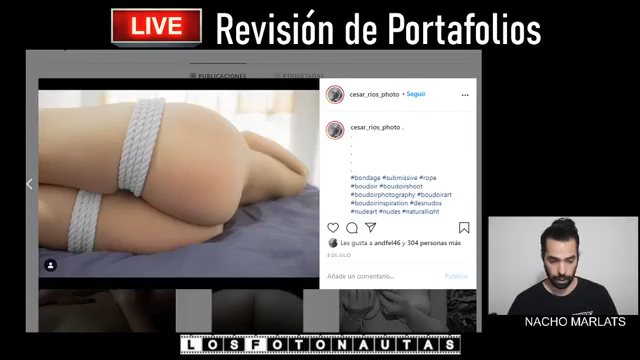 LIVE
Revisión de Portafolios
PUBLICACIONES
ETIQUETADAS
cesar_rios_photo • Seguir
cesar_rios_photo .
.
.
.
.
#bondage #submissive #rope
#boudoir #boudoirshoot
#boudoirphotography #boudoirart
#boudoirinspiration #desnudos
#nudeart #nudes #naturallight
Les gusta a andfel46 y 304 personas más
8 DE JULIO
Añade un comentario...
Publicar
NACHO MARLATS
LOSFOTONAUTAS